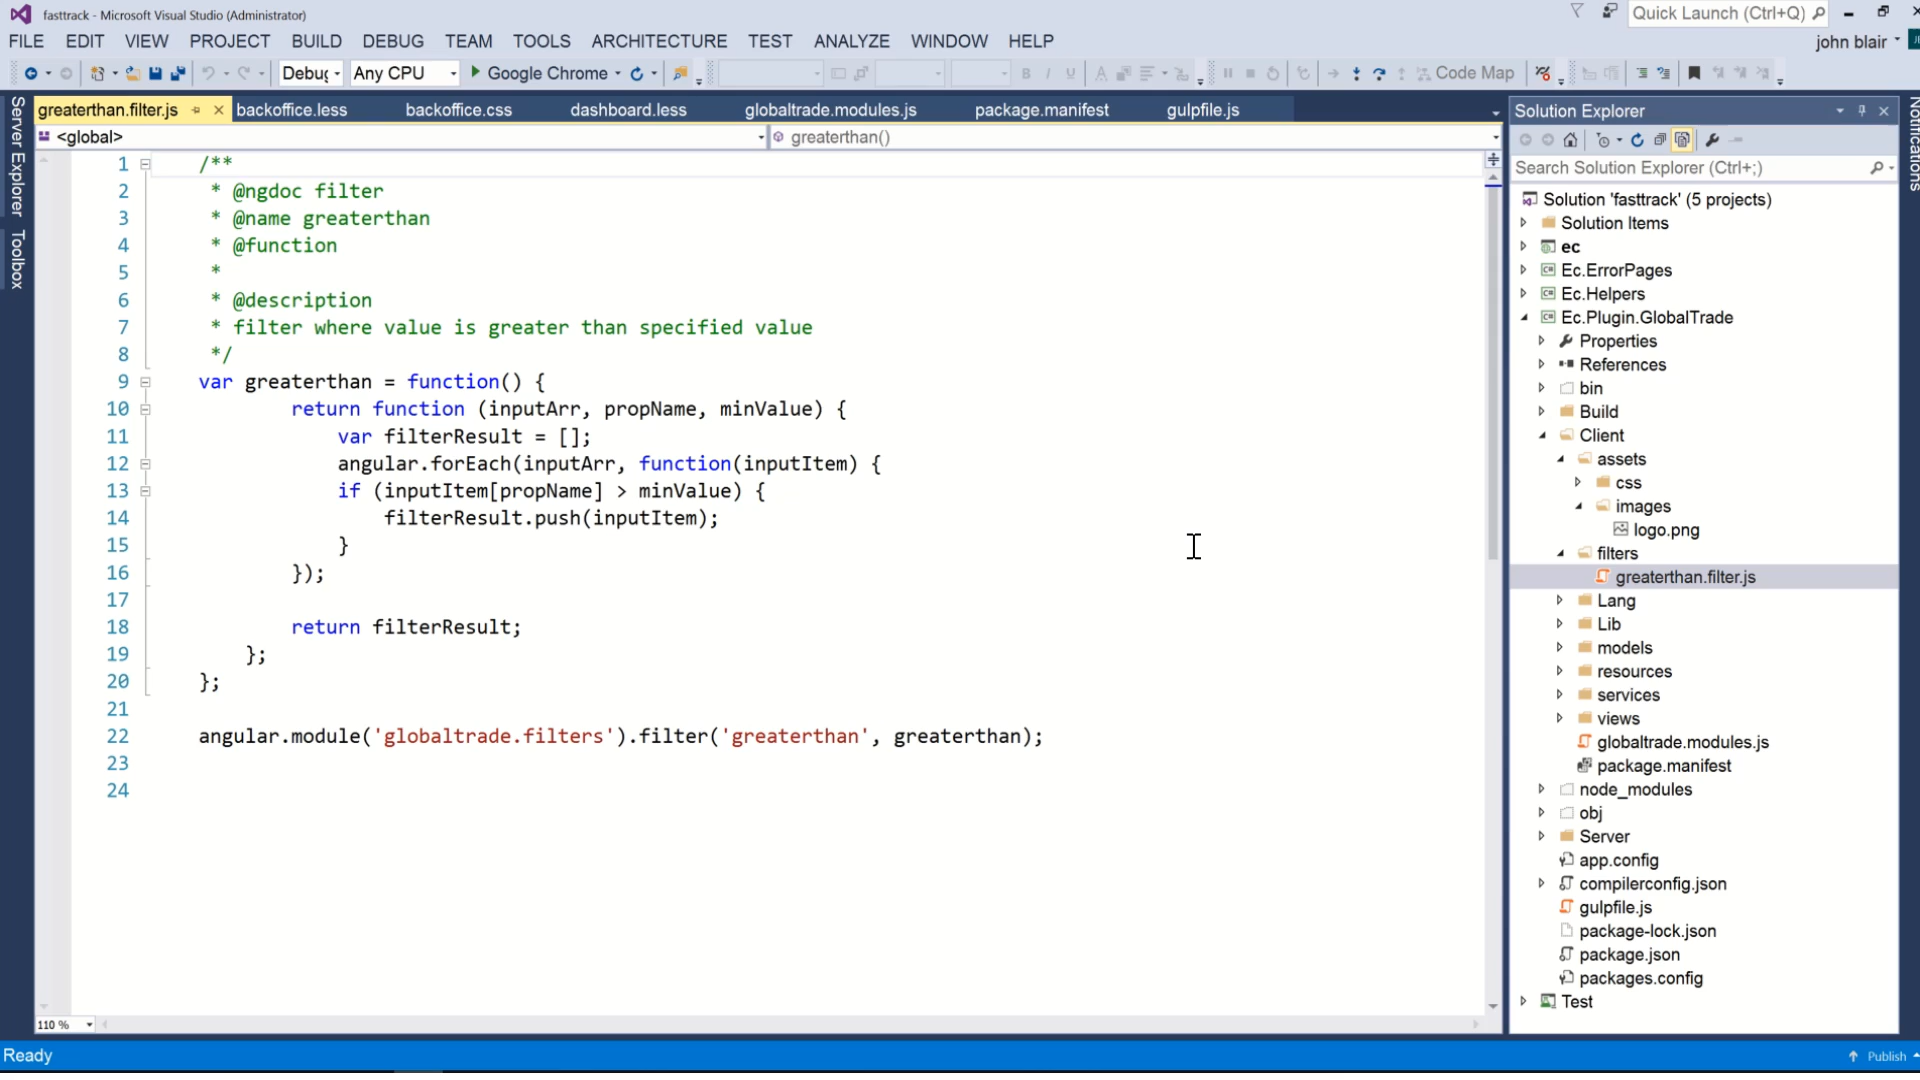 fasttrack - Microsoft Visual Studio (Administrator)
Quick Launch (Ctrl+Q)
FILE EDIT VIEW PROJECT BUILD DEBUG TEAM TOOLS ARCHITECTURE TEST ANALYZE WINDOW HELP
john blair
Debug Any CPU Google Chrome Code Map
Server Explorer
Toolbox
greaterthan.filter.js backoffice.less backoffice.css dashboard.less globaltrade.modules.js package.manifest gulpfile.js
<global> greaterthan()
1 /**
2 * @ngdoc filter
3 * @name greaterthan
4 * @function
5 *
6 * @description
7 * filter where value is greater than specified value
8 */
9 var greaterthan = function() {
10 return function (inputArr, propName, minValue) {
11 var filterResult = [];
12 angular.forEach(inputArr, function(inputItem) {
13 if (inputItem[propName] > minValue) {
14 filterResult.push(inputItem);
15 }
16 });
17
18 return filterResult;
19 };
20 };
21
22 angular.module('globaltrade.filters').filter('greaterthan', greaterthan);
23
24
110 %
Solution Explorer
Search Solution Explorer (Ctrl+;)
Solution 'fasttrack' (5 projects)
Solution Items
ec
Ec.ErrorPages
Ec.Helpers
Ec.Plugin.GlobalTrade
Properties
References
bin
Build
Client
assets
css
images
logo.png
filters
greaterthan.filter.js
Lang
Lib
models
resources
services
views
globaltrade.modules.js
package.manifest
node_modules
obj
Server
app.config
compilerconfig.json
gulpfile.js
package-lock.json
package.json
packages.config
Test
Notifications
Ready
Publish